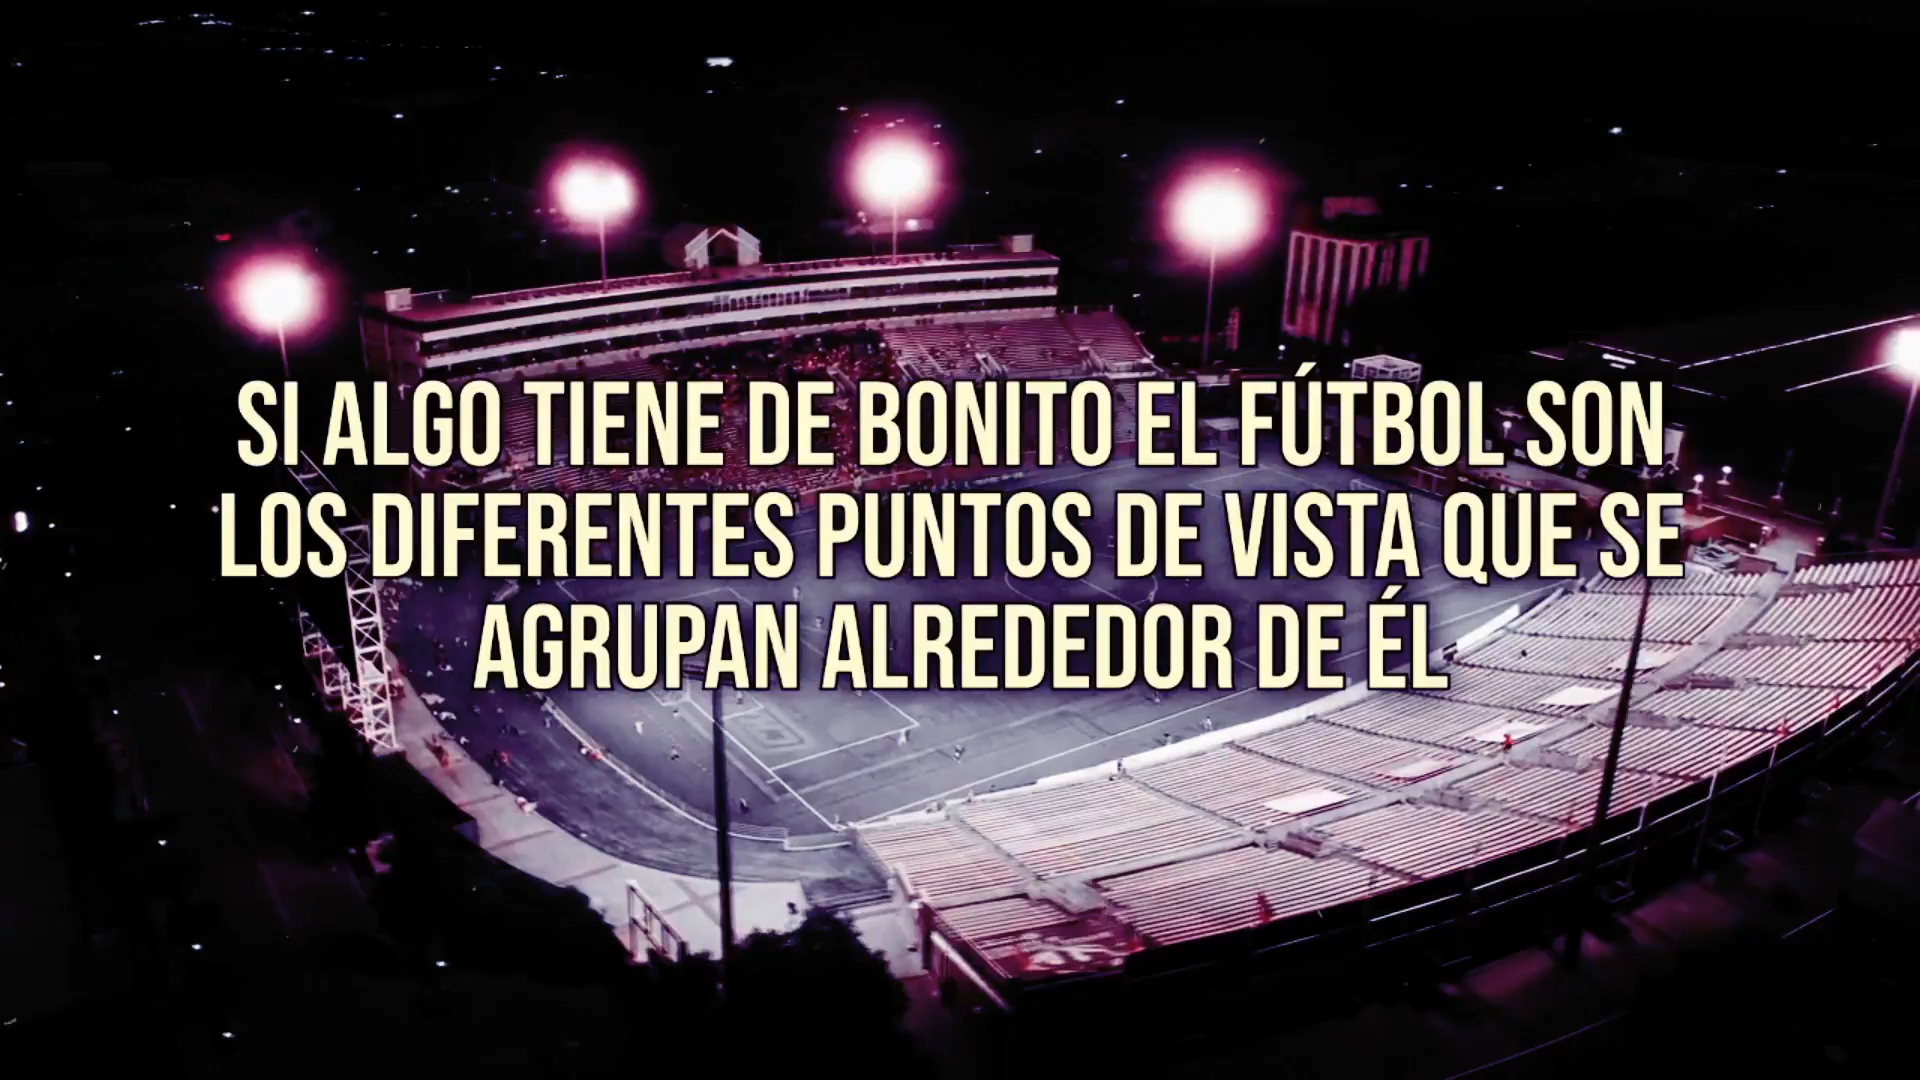 SI ALGO TIENE DE BONITO EL FÚTBOL SON
LOS DIFERENTES PUNTOS DE VISTA QUE SE
AGRUPAN ALREDEDOR DE ÉL